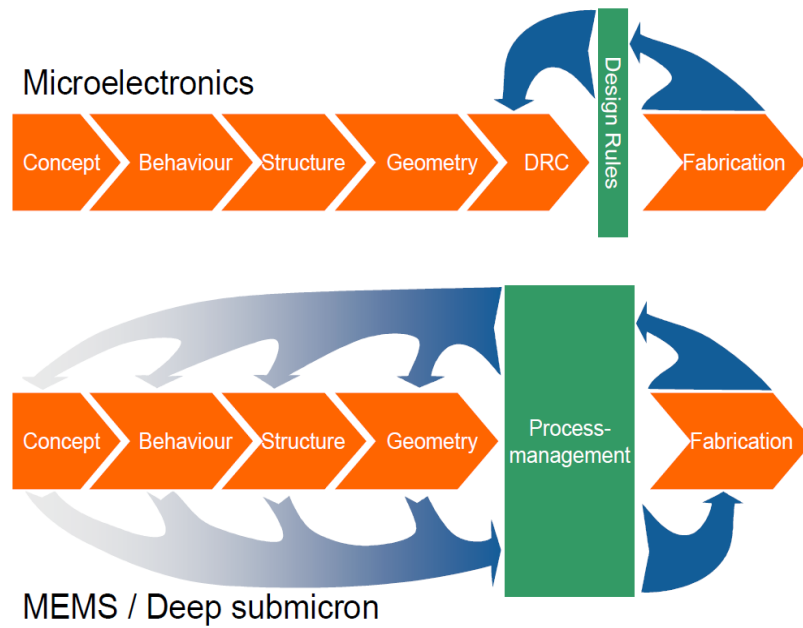 Microelectronics
Concept
Behaviour
Structure
Geometry
DRC
Design Rules
Fabrication
Concept
Behaviour
Structure
Geometry
Process-
management
Fabrication
MEMS / Deep submicron